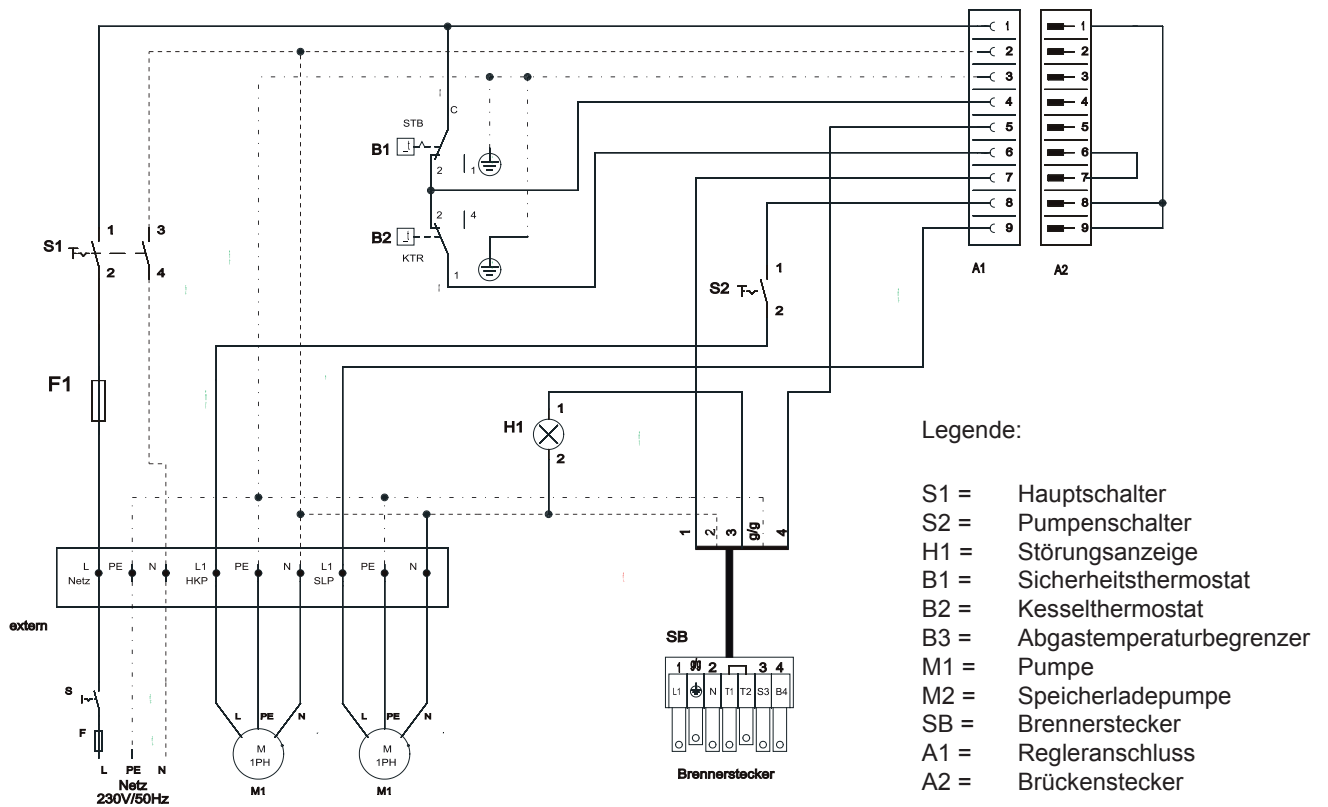 1 1
2 2
3 3
C
4 4
STB
5 5
B1
6 6
2 1
7 7
2 4
8 8
1 3
B2
9 9
S1
KTR
1
A1 A2
2 4
1
S2
2
F1
1
H1
Legende:
2
S1 = Hauptschalter
S2 = Pumpenschalter
1 2 3 g/g 4
H1 = Störungsanzeige
L PE N L1 PE N L1 PE N
B1 = Sicherheitsthermostat
Netz HKP SLP
B2 = Kesselthermostat
extern
B3 = Abgastemperaturbegrenzer
SB
M1 = Pumpe
1 g/g 2 3 4
S
L1 N T1 T2 S3 B4
M2 = Speicherladepumpe
L PE N L PE N
SB = Brennerstecker
F
M M
A1 = Regleranschluss
1PH 1PH
L PE N
Brennerstecker
A2 = Brückenstecker
Netz
M1 M1
230V/50Hz